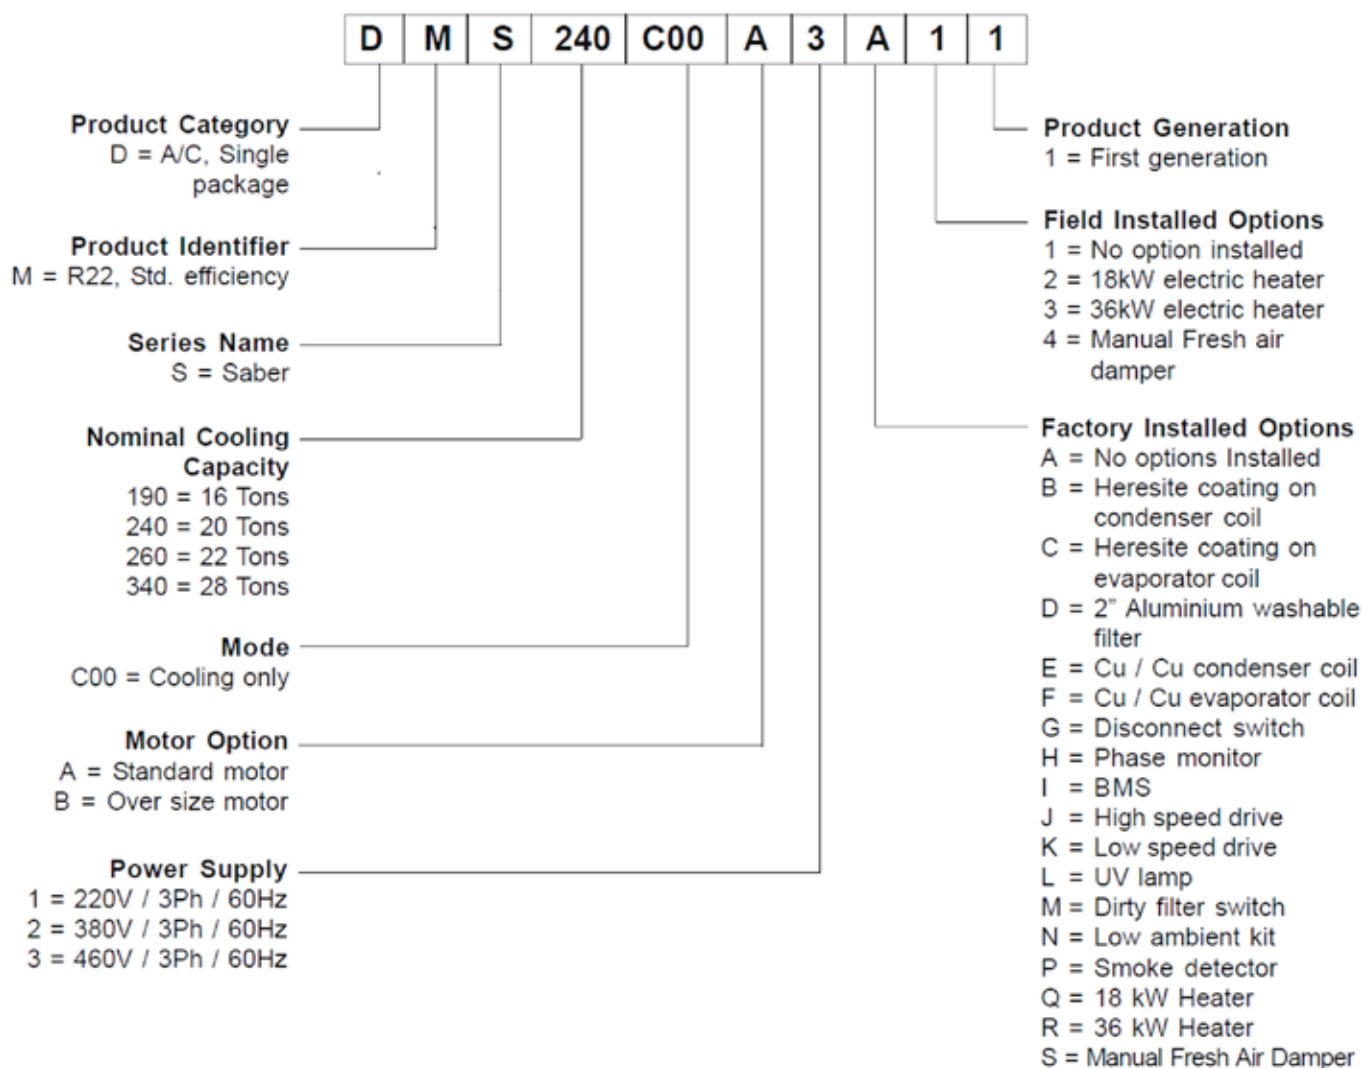 D M S 240 C00 A 3 A 1 1
Product Category
D = A/C, Single
package
Product Identifier
M = R22, Std. efficiency
Series Name
S = Saber
Nominal Cooling
Capacity
190 = 16 Tons
240 = 20 Tons
260 = 22 Tons
340 = 28 Tons
Mode
C00 = Cooling only
Motor Option
A = Standard motor
B = Over size motor
Power Supply
1 = 220V / 3Ph / 60Hz
2 = 380V / 3Ph / 60Hz
3 = 460V / 3Ph / 60Hz
Product Generation
1 = First generation
Field Installed Options
1 = No option installed
2 = 18kW electric heater
3 = 36kW electric heater
4 = Manual Fresh air
damper
Factory Installed Options
A = No options Installed
B = Heresite coating on
condenser coil
C = Heresite coating on
evaporator coil
D = 2” Aluminium washable
filter
E = Cu / Cu condenser coil
F = Cu / Cu evaporator coil
G = Disconnect switch
H = Phase monitor
I = BMS
J = High speed drive
K = Low speed drive
L = UV lamp
M = Dirty filter switch
N = Low ambient kit
P = Smoke detector
Q = 18 kW Heater
R = 36 kW Heater
S = Manual Fresh Air Damper